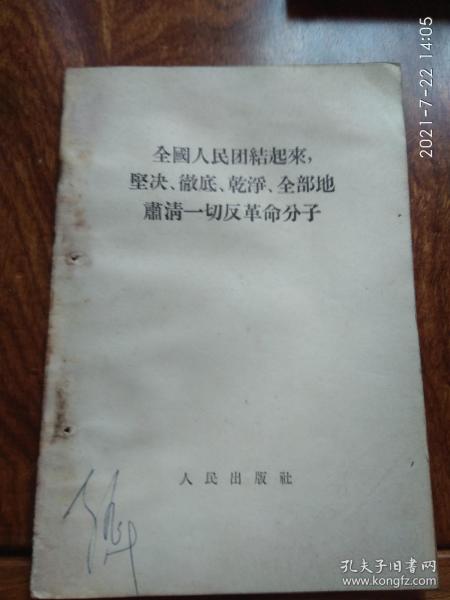 2021-7-22 14:05
全國人民团結起來，
堅决、徹底、乾淨、全部地
肅清一切反革命分子
人民出版社
孔夫子旧书网
www.kongfz.com